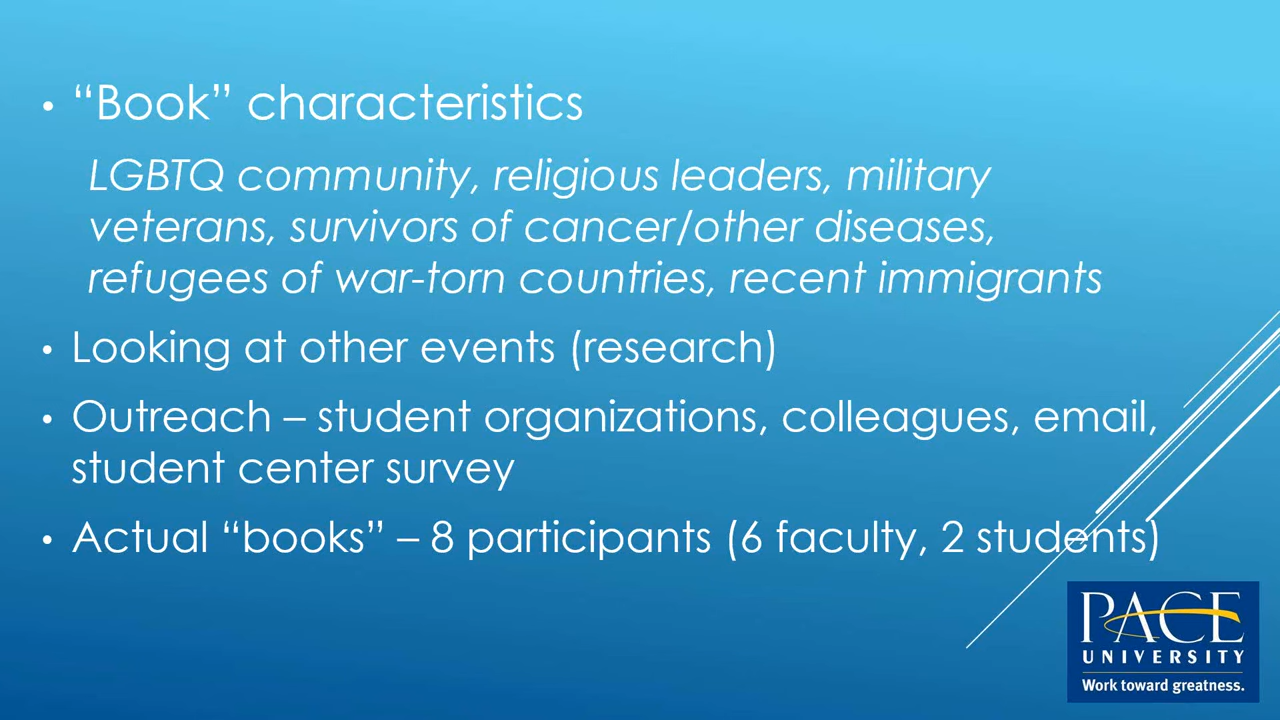 • “Book” characteristics
LGBTQ community, religious leaders, military
veterans, survivors of cancer/other diseases,
refugees of war-torn countries, recent immigrants
• Looking at other events (research)
• Outreach – student organizations, colleagues, email,
student center survey
• Actual “books” – 8 participants (6 faculty, 2 students)
PACE
UNIVERSITY
Work toward greatness.